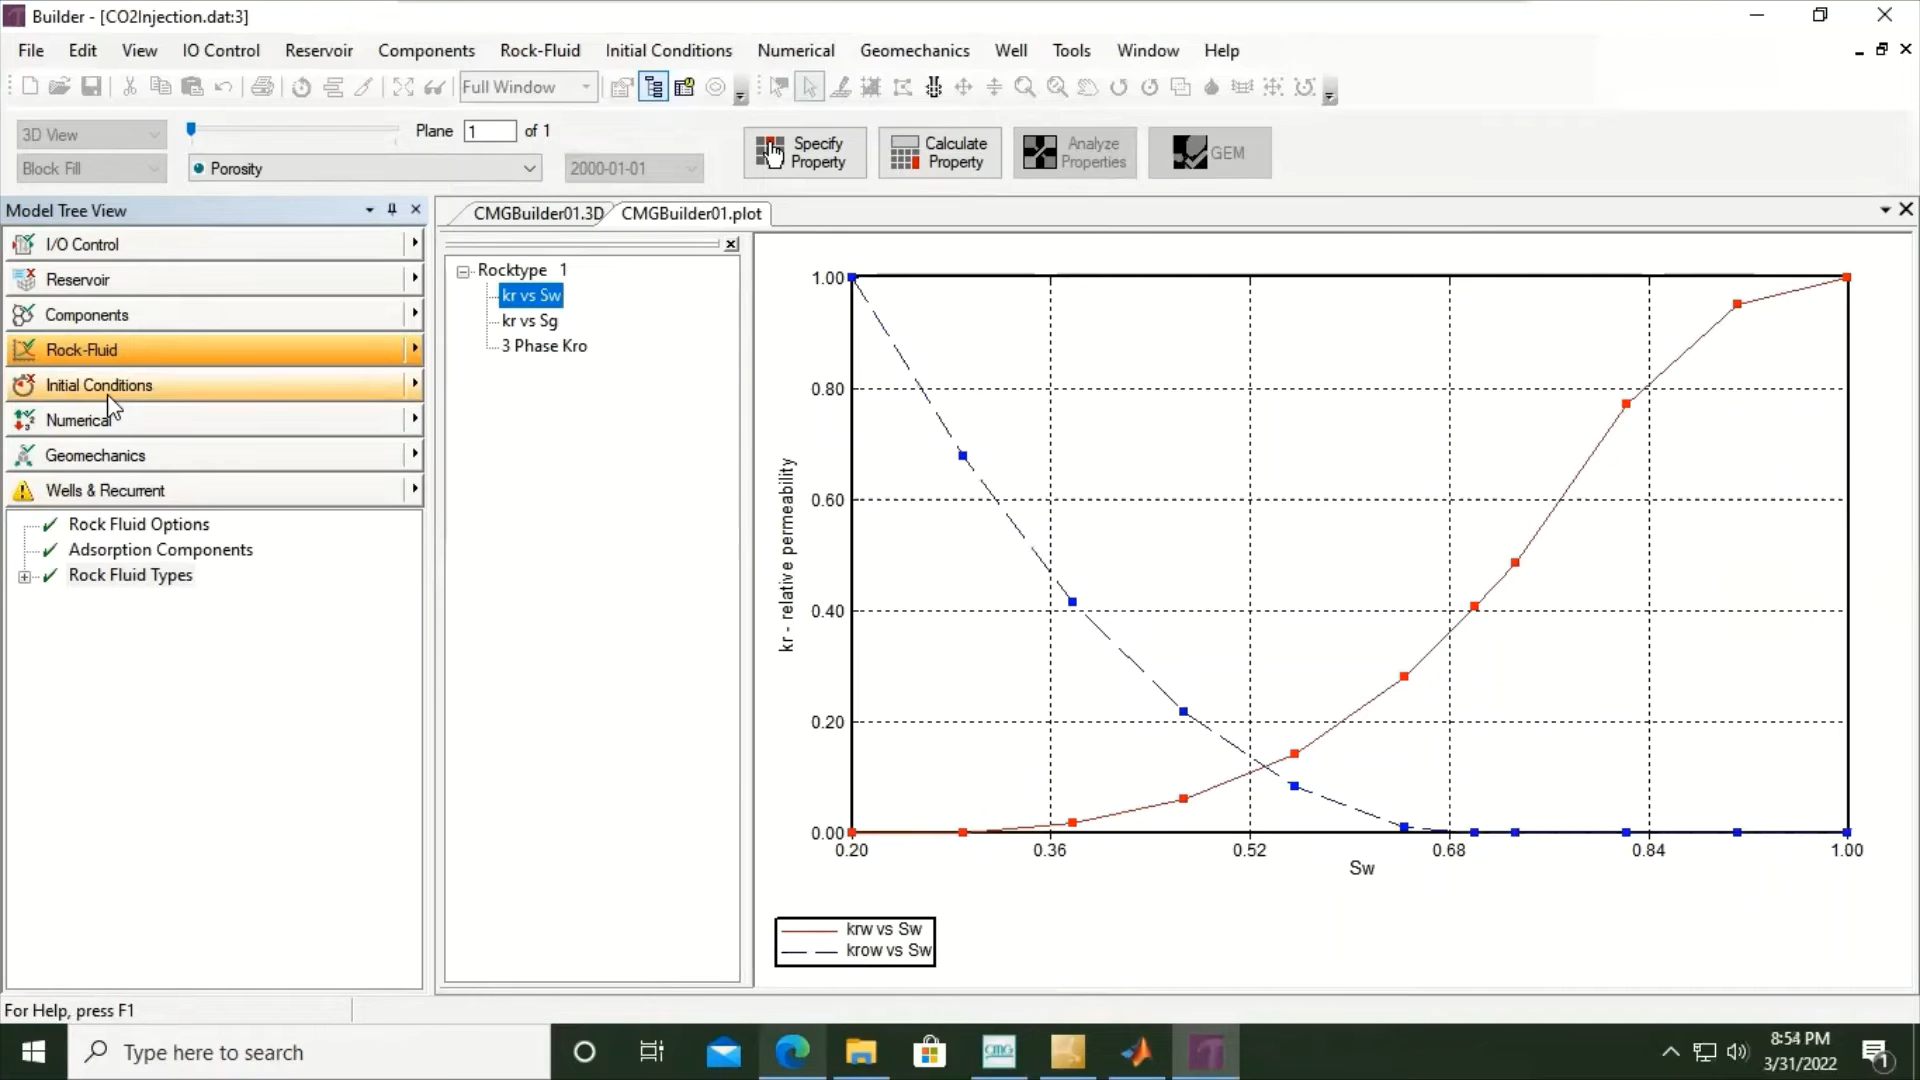 Builder - [CO2Injection.dat:3]
File Edit View IO Control Reservoir Components Rock-Fluid Initial Conditions Numerical Geomechanics Well Tools Window Help
Full Window
3D View
Plane 1 of 1
Block Fill
Porosity
2000-01-01
Specify Property
Calculate Property
Analyze Properties
GEM
Model Tree View
I/O Control
Reservoir
Components
Rock-Fluid
Initial Conditions
Numerical
Geomechanics
Wells & Recurrent
Rock Fluid Options
Adsorption Components
Rock Fluid Types
CMGBuilder01.3D
CMGBuilder01.plot
Rocktype 1
kr vs Sw
kr vs Sg
3 Phase Kro
kr - relative permeability
1.00
0.80
0.60
0.40
0.20
0.00
0.20 0.36 0.52 0.68 0.84 1.00
Sw
krw vs Sw
krow vs Sw
For Help, press F1
Type here to search
CMG
8:54 PM
3/31/2022
1